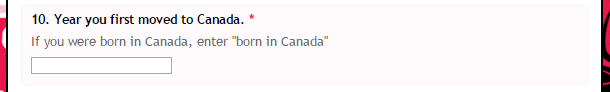 10. Year you first moved to Canada. *
If you were born in Canada, enter "born in Canada"